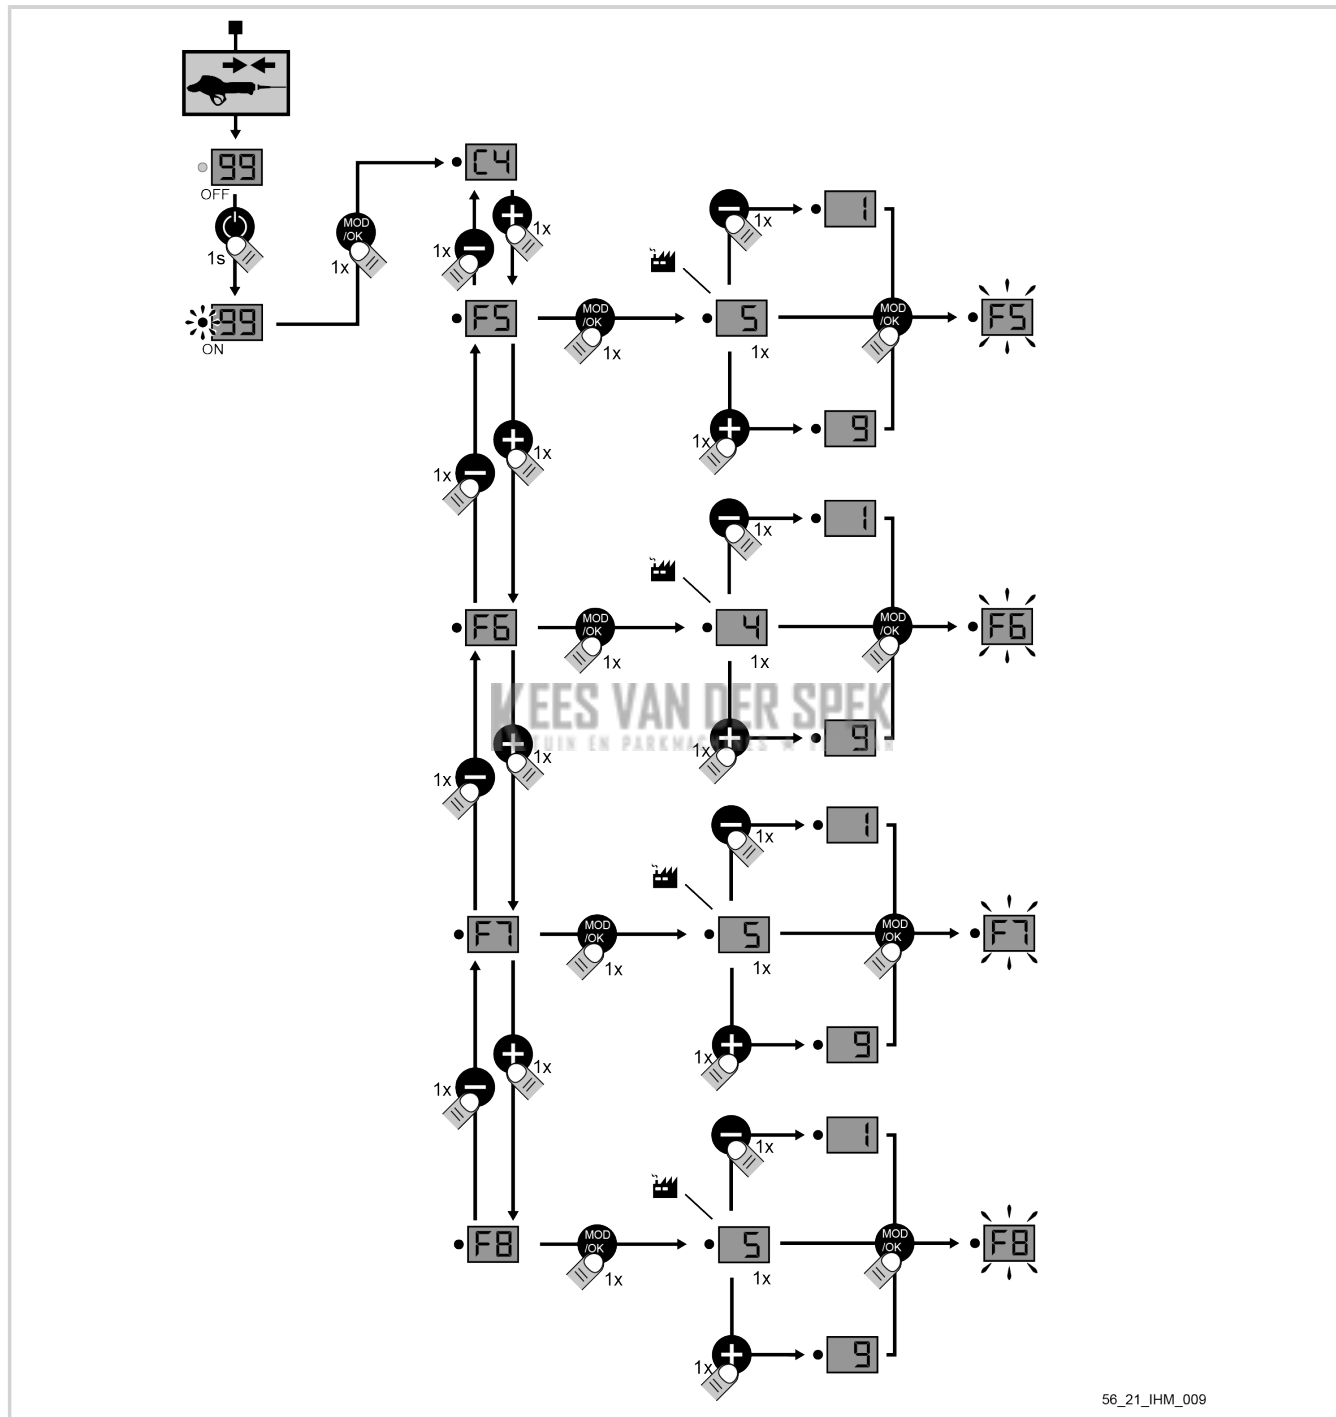 99
OFF
1s
99
ON
MOD
/OK
1x
C4
1x
1x
F5
MOD
/OK
1x
5
1x
1x
1
1x
9
MOD
/OK
F5
1x
1x
F6
MOD
/OK
1x
4
1x
1x
1
1x
9
MOD
/OK
F6
KEES VAN DER SPEK
1x
1x
F7
MOD
/OK
1x
5
1x
1x
1
1x
9
MOD
/OK
F7
1x
1x
F8
MOD
/OK
1x
5
1x
1x
1
1x
9
MOD
/OK
F8
56_21_IHM_009